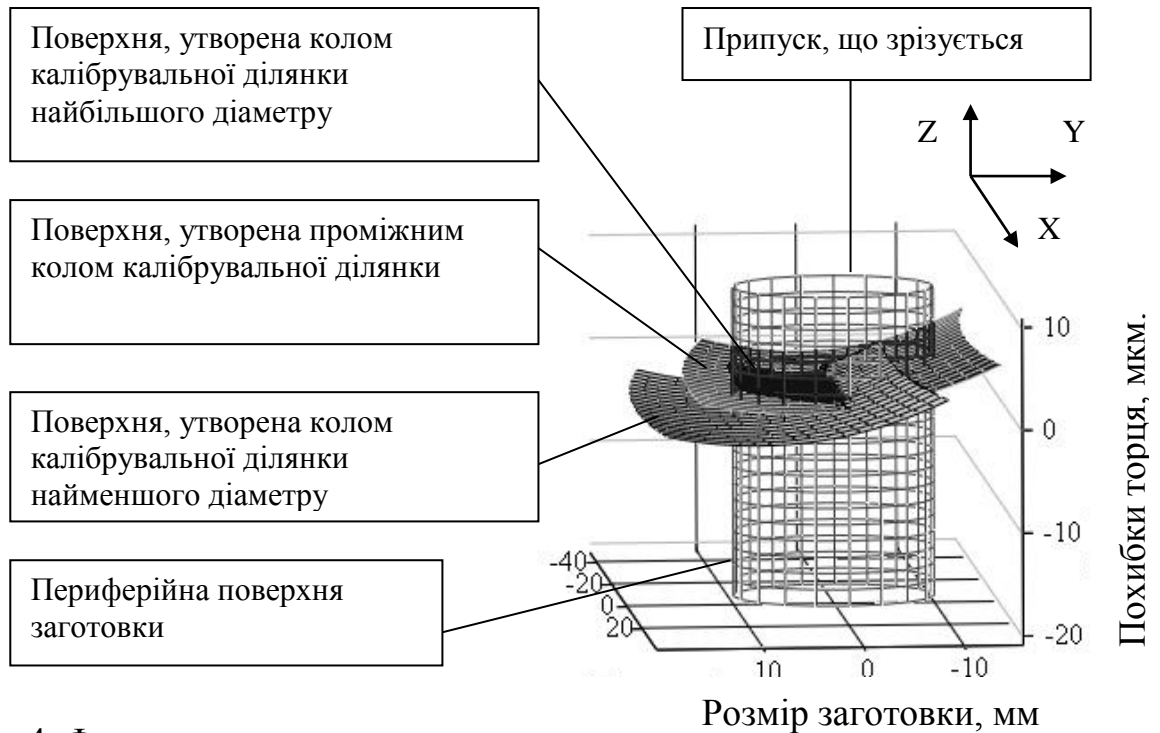 Поверхня, утворена колом
калібрувальної ділянки
найбільшого діаметру
Припуск, що зрізується
Z
Y
X
Поверхня, утворена проміжним
колом калібрувальної ділянки
Поверхня, утворена колом
калібрувальної ділянки
найменшого діаметру
Периферійна поверхня
заготовки
10
0
-10
-20
Похибки торця, мкм.
-40
-20
0
20
10
0
-10
Розмір заготовки, мм